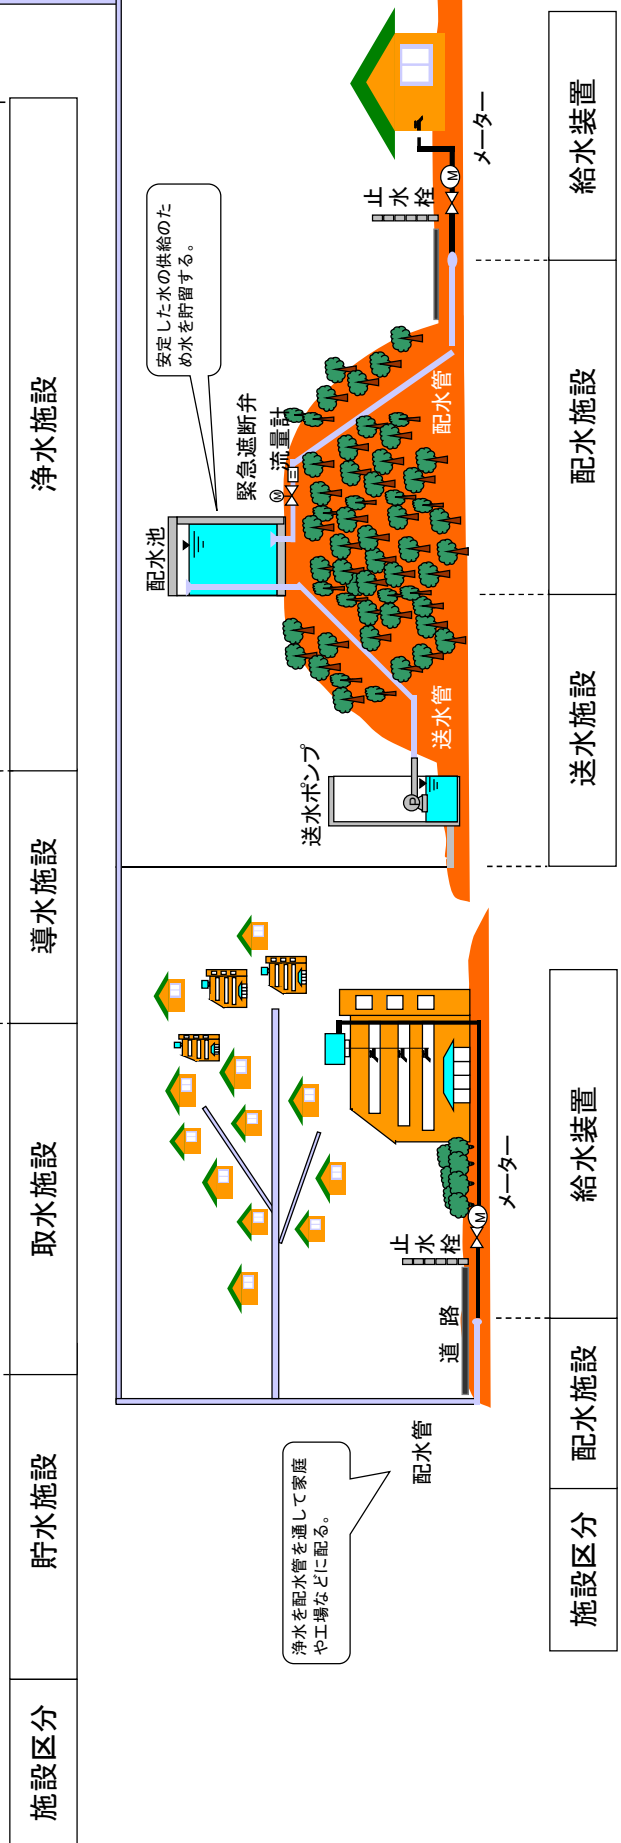 施設区分
貯水施設
取水施設
導水施設
浄水施設
安定した水の供給のた
め水を貯留する。
配水池
緊急遮断弁
流量計
M
送水ポンプ
P
送水管
配水管
止水栓
M
メーター
浄水を配水管を通して家庭
や工場などに配る。
配水管
道路
止水栓
M
メーター
施設区分
配水施設
給水装置
送水施設
配水施設
給水装置